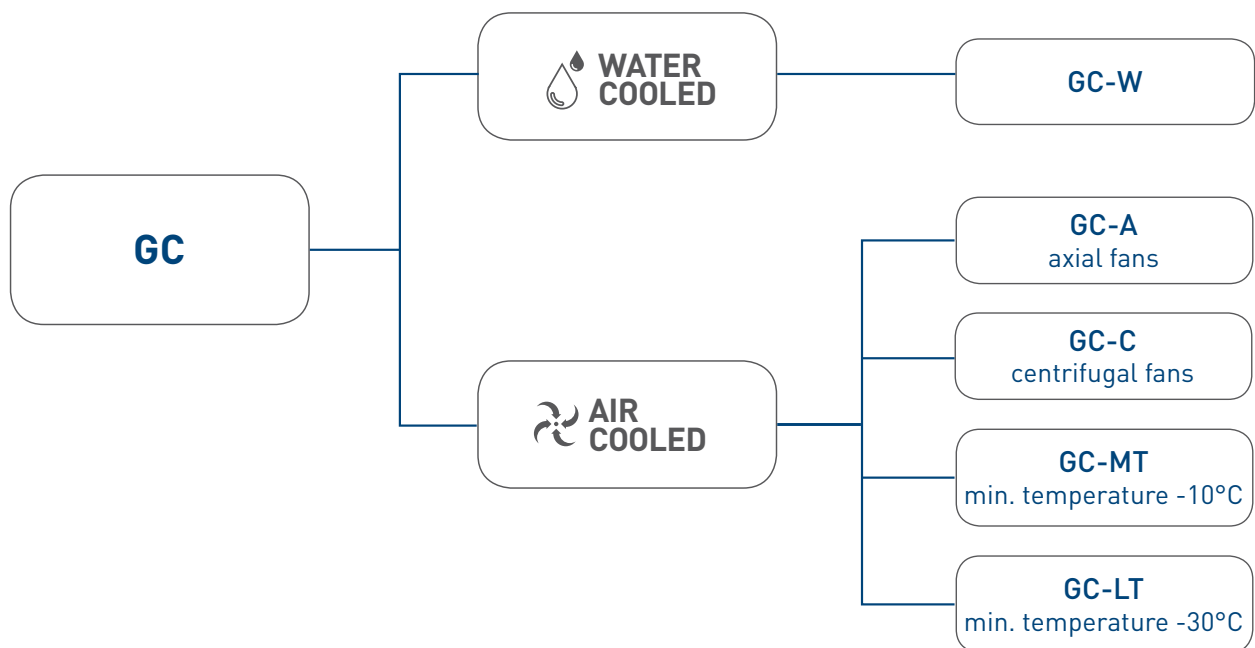 GC
WATER
COOLED
GC-W
AIR
COOLED
GC-A
axial fans
GC-C
centrifugal fans
GC-MT
min. temperature -10°C
GC-LT
min. temperature -30°C